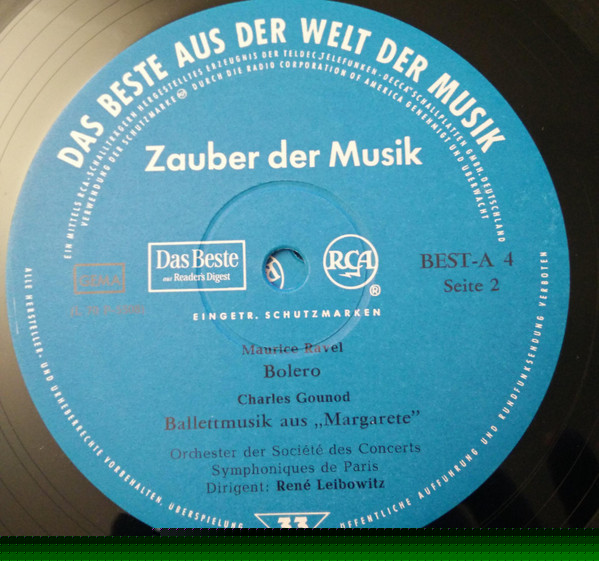 DAS BESTE AUS DER WELT DER MUSIK
EIN MITTELS RCA-SCHALLTRÄGERN HERGESTELLTES ERZEUGNIS DER TELDEC „TELEFUNKEN-DECCA“ SCHALLPLATTEN GMBH, DEUTSCHLAND
VERWENDUNG DER SCHUTZMARKE RCA DURCH DIE RADIO CORPORATION OF AMERICA GENEHMIGT UND ÜBERWACHT
Zauber der Musik
Das Beste
aus Reader's Digest
RCA
®
GEMA
BEST-A 4
Seite 2
EINGETR. SCHUTZMARKEN
Maurice Ravel
Bolero
Charles Gounod
Ballettmusik aus „Margarete”
Orchester der Société des Concerts
Symphoniques de Paris
Dirigent: René Leibowitz
33
ALLE HERSTELLER- UND URHEBERRECHTE VORBEHALTEN. ÜBERSPIELUNG
ÖFFENTLICHE AUFFÜHRUNG UND RUNDFUNKSENDUNG VERBOTEN